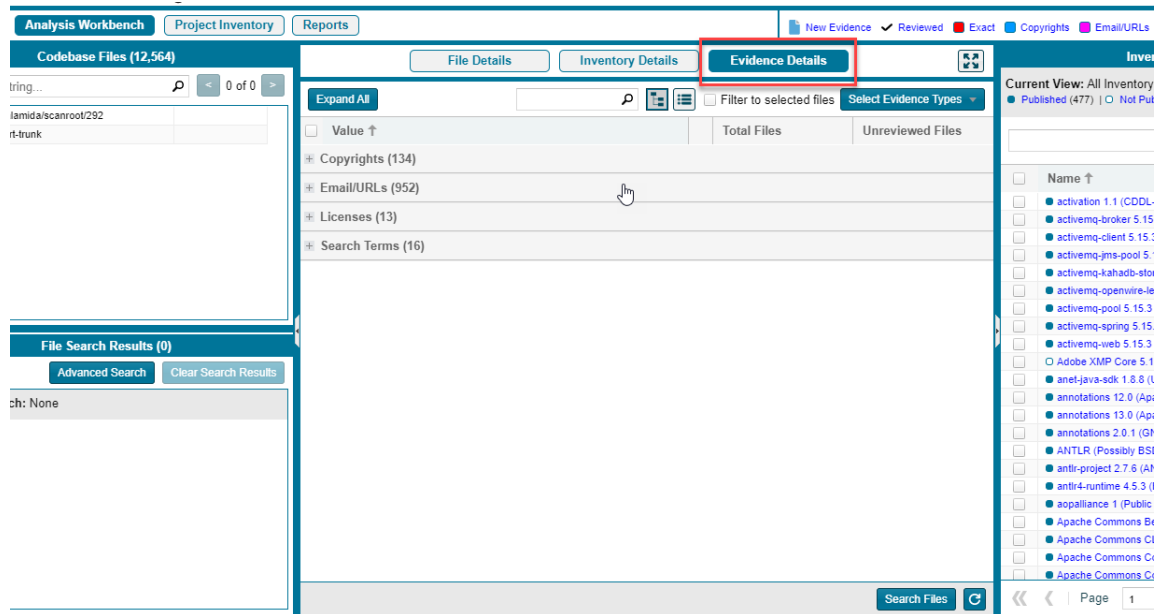 Analysis Workbench Project Inventory Reports
New Evidence Reviewed Exact Copyrights Email/URLs
Codebase Files (12,564)
tring... < 0 of 0 >
lamida/scanroot/292
rt-trunk
File Search Results (0)
Advanced Search Clear Search Results
ch: None
File Details Inventory Details Evidence Details
Expand All Filter to selected files Select Evidence Types
Value ↑ Total Files Unreviewed Files
+ Copyrights (134)
+ Email/URLs (952)
+ Licenses (13)
+ Search Terms (16)
Search Files
Inver
Current View: All Inventory
Published (477) | Not Pub
Name ↑
activation 1.1 (CDDL-
activemq-broker 5.15
activemq-client 5.15.3
activemq-jms-pool 5.
activemq-kahadb-stor
activemq-openwire-le
activemq-pool 5.15.3
activemq-spring 5.15.
activemq-web 5.15.3
Adobe XMP Core 5.1
anet-java-sdk 1.8.8 (U
annotations 12.0 (Apa
annotations 13.0 (Apa
annotations 2.0.1 (GN
ANTLR (Possibly BSD
antlr-project 2.7.6 (AN
antlr4-runtime 4.5.3 (
aopalliance 1 (Public
Apache Commons Be
Apache Commons CL
Apache Commons Co
Apache Commons Co
Page 1